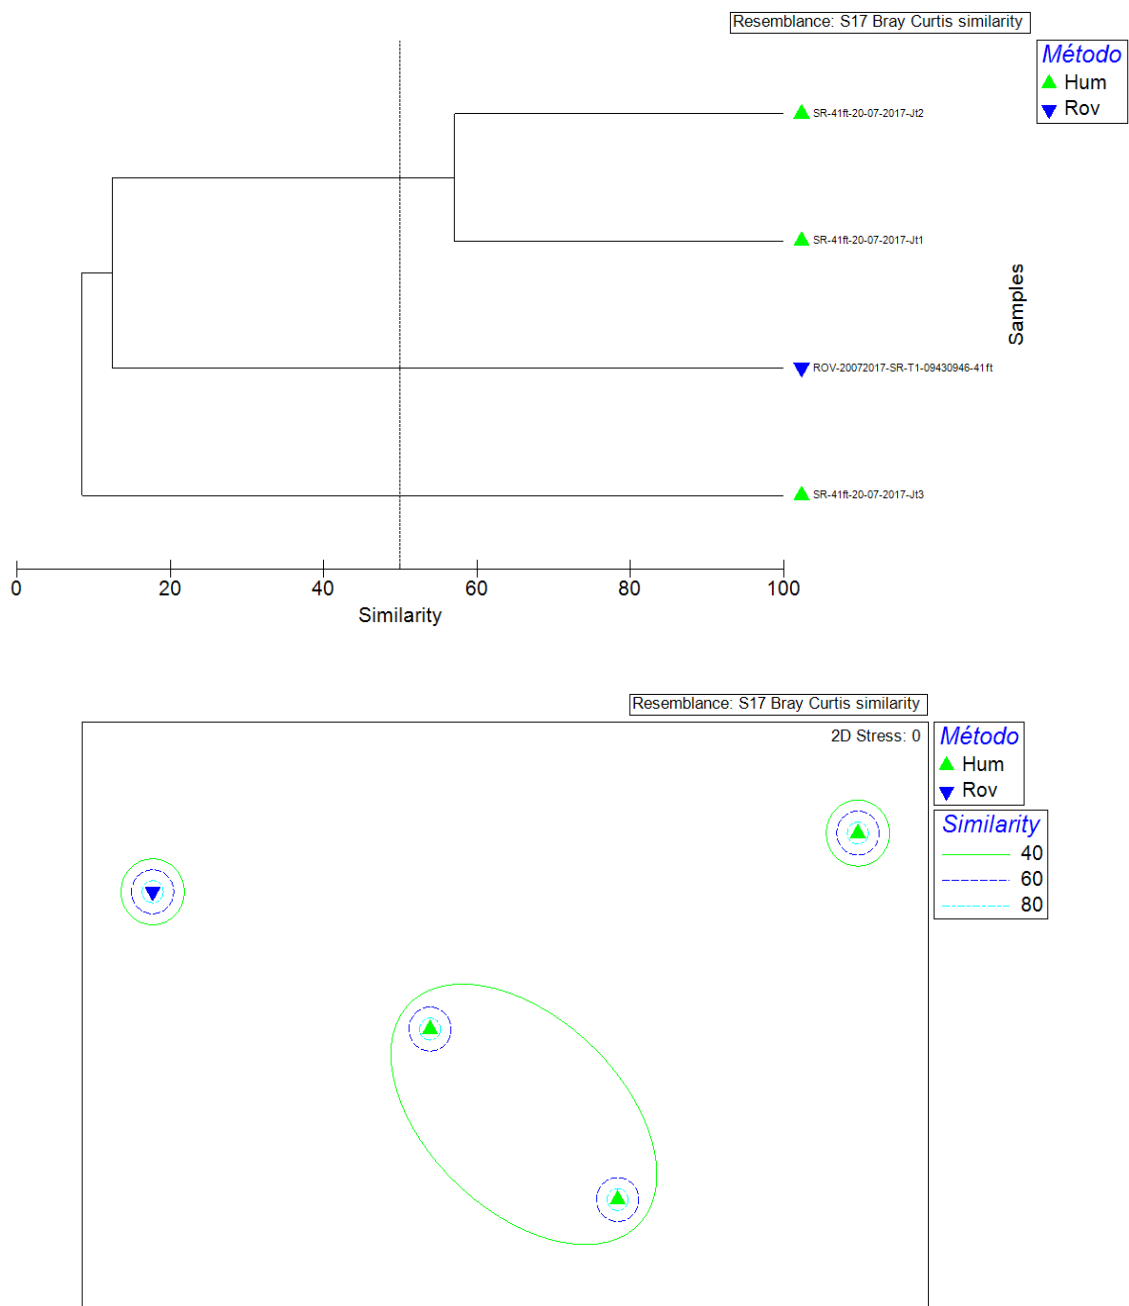 Resemblance: S17 Bray Curtis similarity
Método
Hum
Rov
SR-41ft-20-07-2017-Jt2
SR-41ft-20-07-2017-Jt1
ROV-20072017-SR-T1-09430946-41ft
SR-41ft-20-07-2017-Jt3
Samples
0 20 40 60 80 100
Similarity
Resemblance: S17 Bray Curtis similarity
2D Stress: 0
Método
Hum
Rov
Similarity
40
60
80